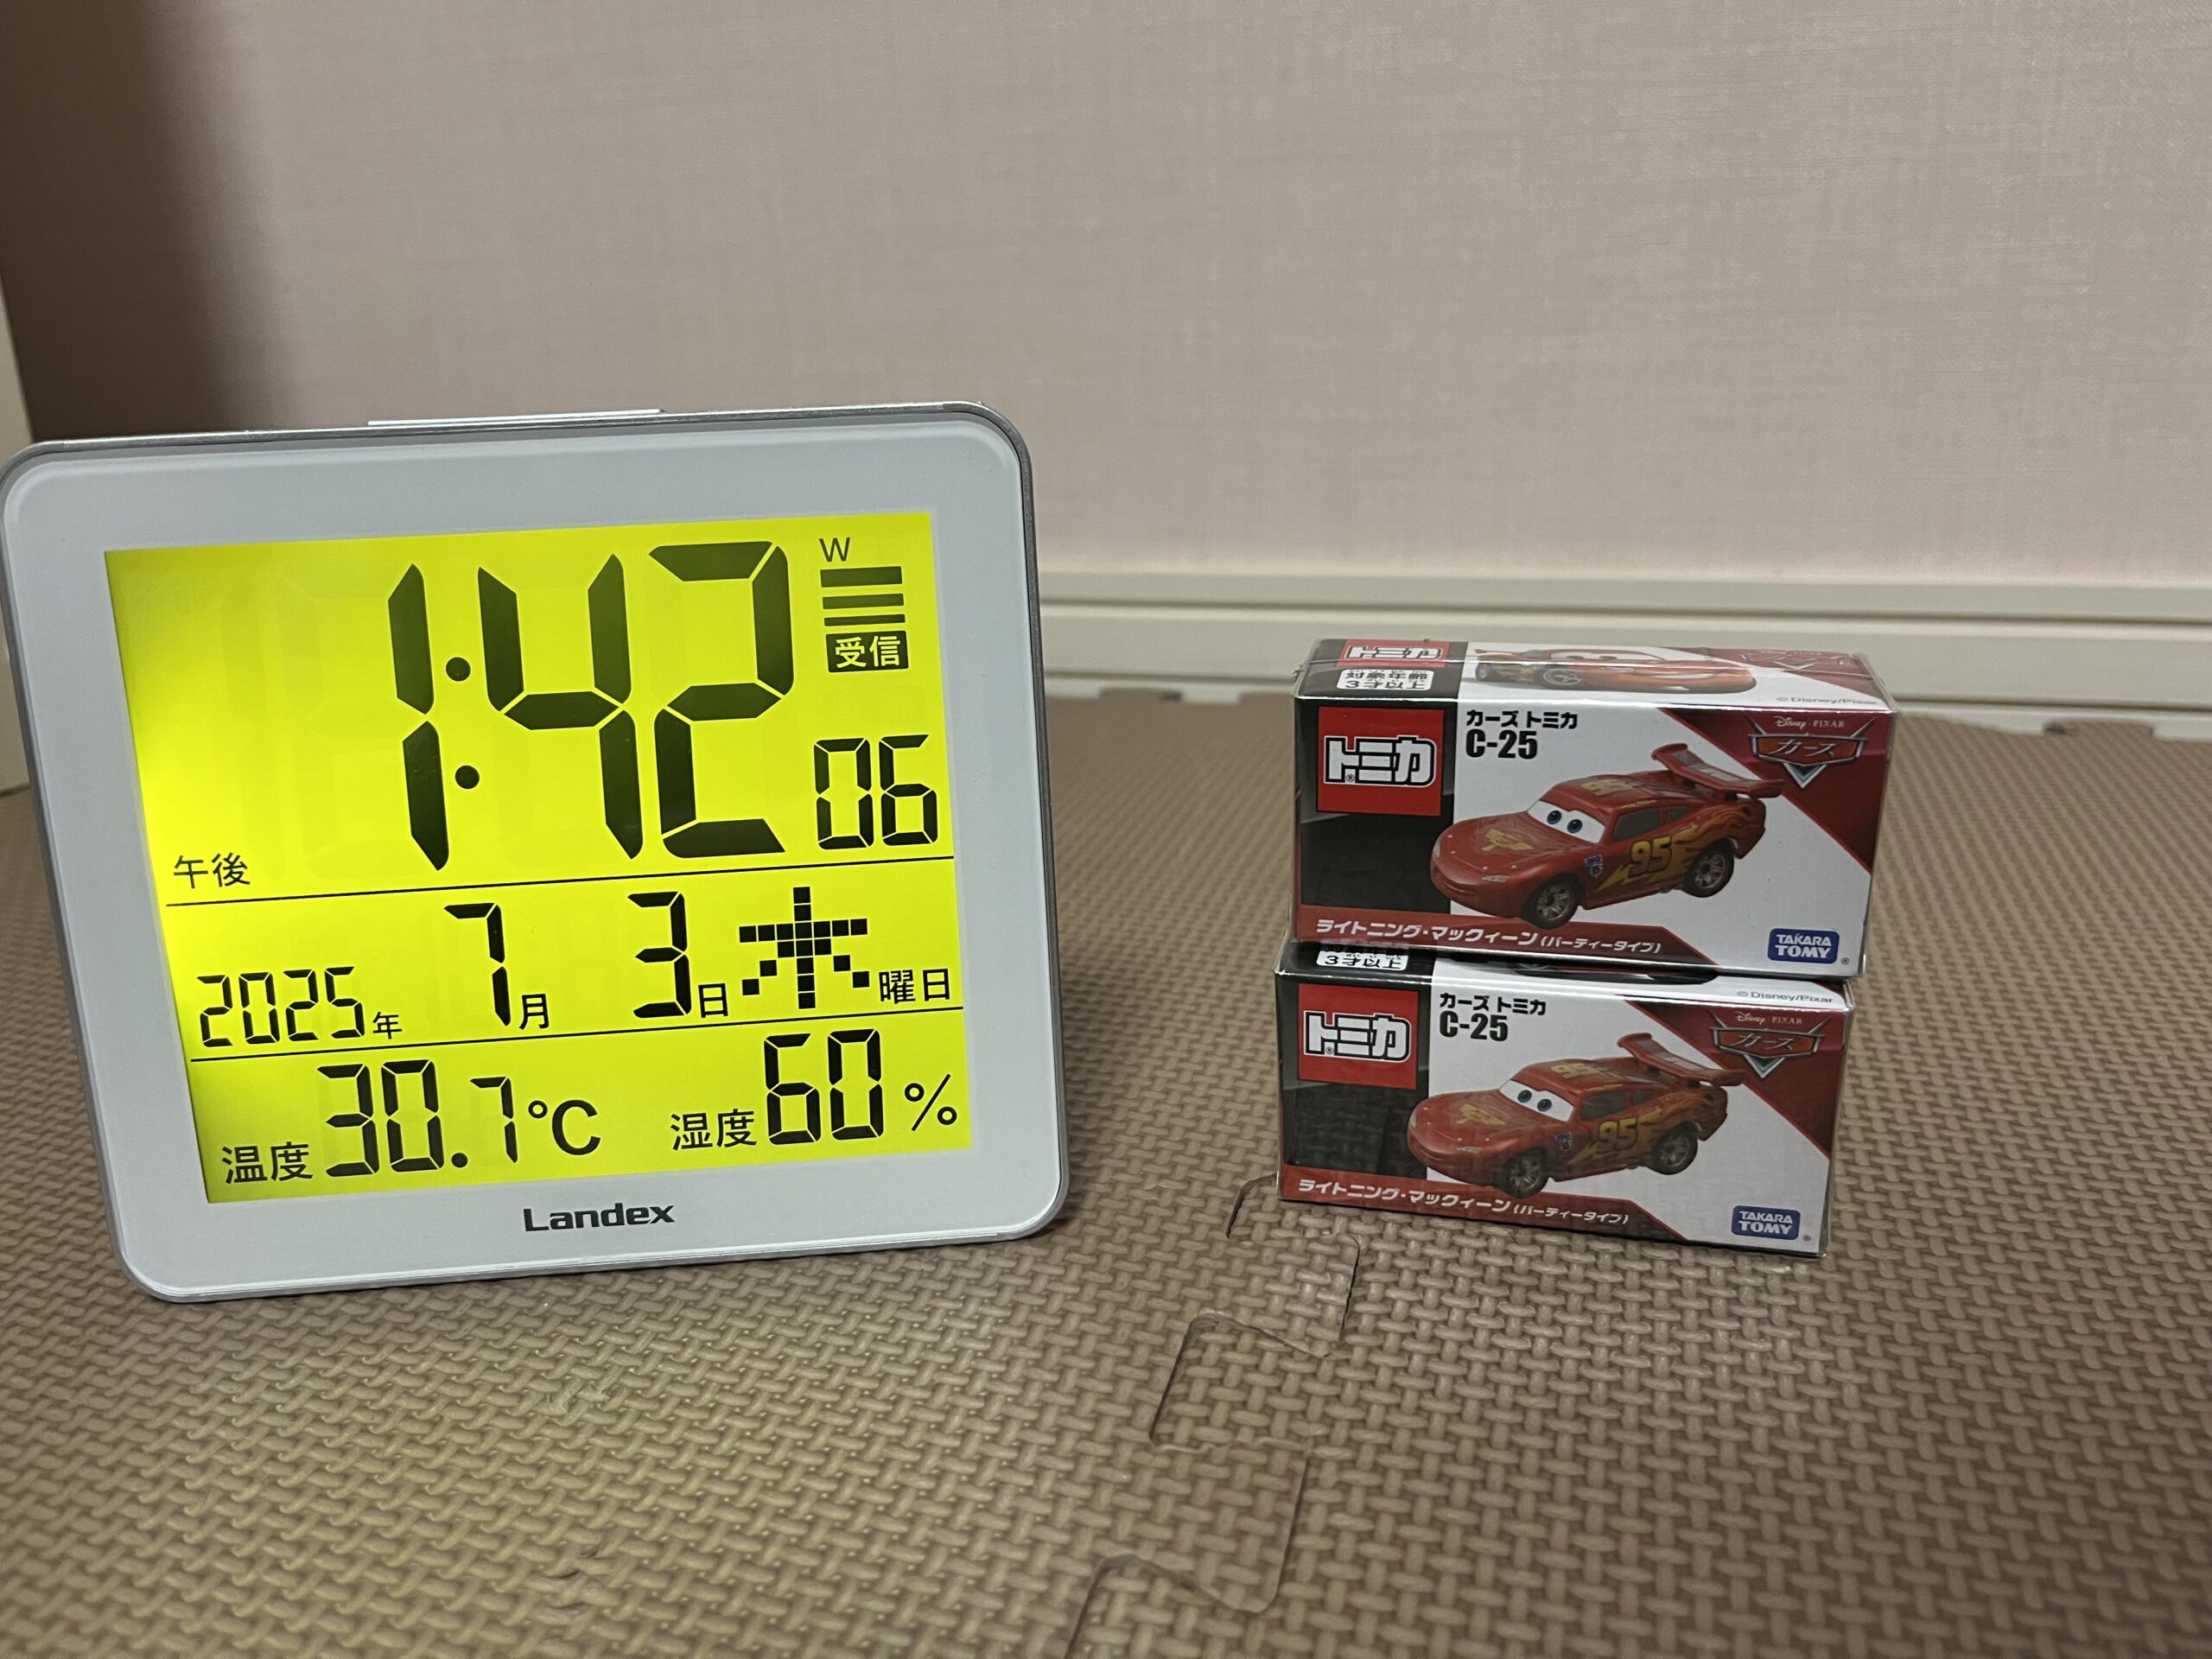 1:42 06
W
受信
午後
2025年 7月 3日 木曜日
温度 30.7℃ 湿度 60%
Landex
トミカ
対象年齢
3才以上
© Disney/Pixar
トミカ®
カーズ トミカ
C-25
Disney・PIXAR
カーズ
95
ライトニング・マックィーン(パーティータイプ)
TAKARA
TOMY®
3才以上
© Disney/Pixar
トミカ®
カーズ トミカ
C-25
Disney・PIXAR
カーズ
95
ライトニング・マックィーン(パーティータイプ)
TAKARA
TOMY®